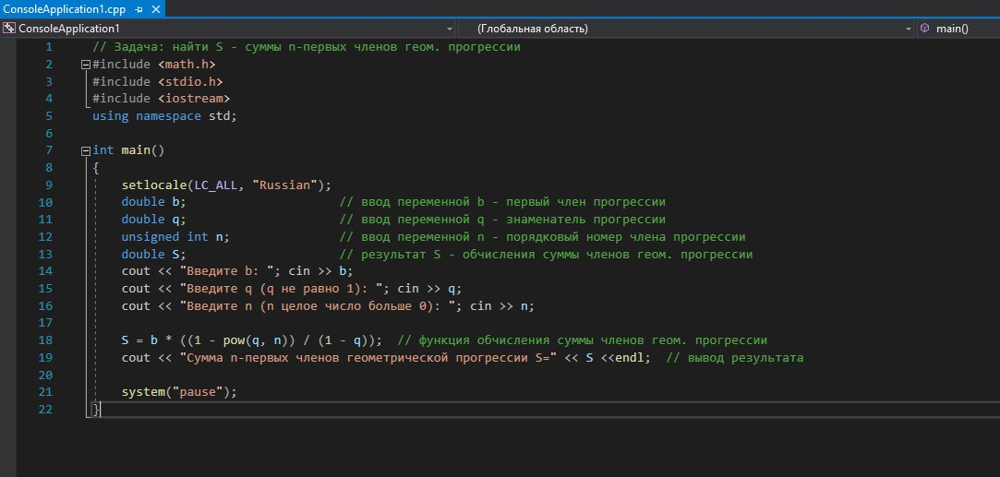 ConsoleApplication1.cpp
ConsoleApplication1 (Глобальная область) main()
1 // Задача: найти S - суммы n-первых членов геом. прогрессии
2 #include <math.h>
3 #include <stdio.h>
4 #include <iostream>
5 using namespace std;
6
7 int main()
8 {
9 setlocale(LC_ALL, "Russian");
10 double b; // ввод переменной b - первый член прогрессии
11 double q; // ввод переменной q - знаменатель прогрессии
12 unsigned int n; // ввод переменной n - порядковый номер члена прогрессии
13 double S; // результат S - обчисления суммы членов геом. прогрессии
14 cout << "Введите b: "; cin >> b;
15 cout << "Введите q (q не равно 1): "; cin >> q;
16 cout << "Введите n (n целое число больше 0): "; cin >> n;
17
18 S = b * ((1 - pow(q, n)) / (1 - q)); // функция обчисления суммы членов геом. прогрессии
19 cout << "Сумма n-первых членов геометрической прогрессии S=" << S <<endl; // вывод результата
20
21 system("pause");
22 }